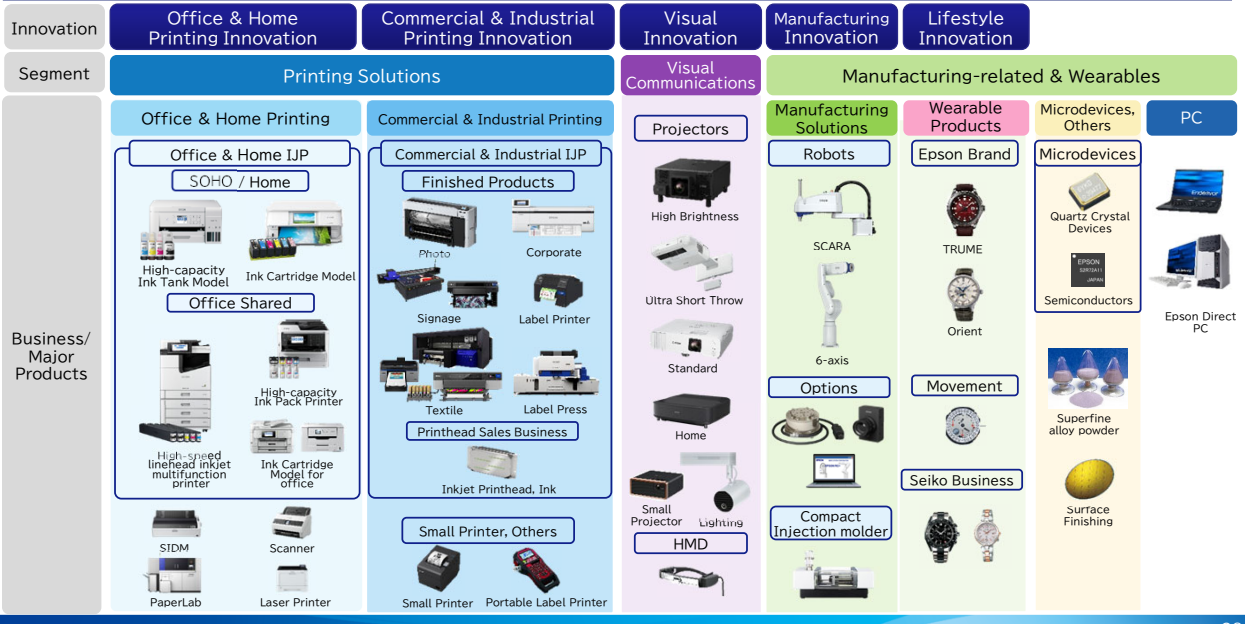 Innovation
Office & Home
Printing Innovation
Commercial & Industrial
Printing Innovation
Visual
Innovation
Manufacturing
Innovation
Lifestyle
Innovation
Segment
Printing Solutions
Visual
Communications
Manufacturing-related & Wearables
Business/
Major
Products
Office & Home Printing
Office & Home IJP
SOHO / Home
High-capacity
Ink Tank Model
Ink Cartridge Model
Office Shared
High-speed
linehead inkjet
multifunction
printer
High-capacity
Ink Pack Printer
Ink Cartridge
Model for
office
SIDM
Scanner
PaperLab
Laser Printer
Commercial & Industrial Printing
Commercial & Industrial IJP
Finished Products
Photo
Corporate
Signage
Label Printer
Textile
Label Press
Printhead Sales Business
Inkjet Printhead, Ink
Small Printer, Others
Small Printer
Portable Label Printer
Projectors
High Brightness
Ultra Short Throw
Standard
Home
Small
Projector
Lighting
HMD
Manufacturing
Solutions
Robots
SCARA
6-axis
Options
Compact
Injection molder
Wearable
Products
Epson Brand
TRUME
Orient
Movement
Seiko Business
Microdevices,
Others
Microdevices
Quartz Crystal
Devices
EPSON
JAPAN
Semiconductors
Superfine
alloy powder
Surface
Finishing
PC
Endeavor
Epson Direct
PC